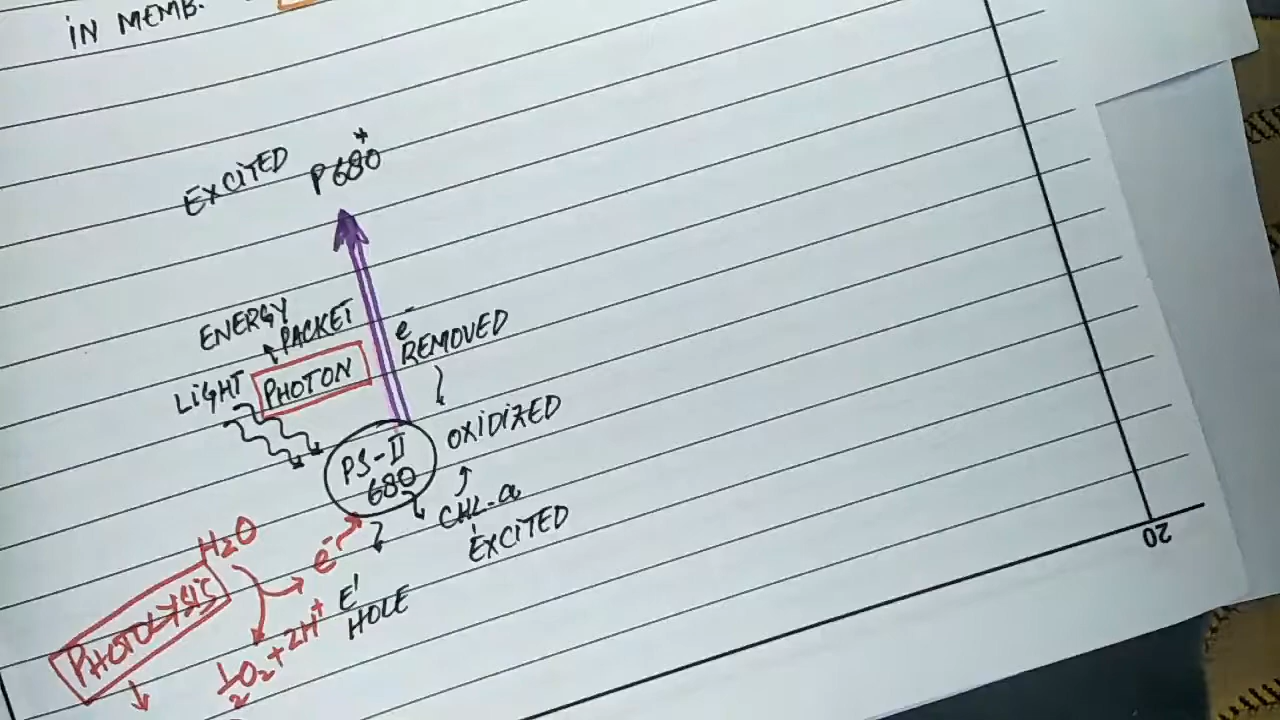 IN MEMB.
EXCITED P680*
ENERGY
PACKET
LIGHT PHOTON
e⁻
REMOVED
PS-II
680
OXIDIZED
CHL-a
EXCITED
H₂O
e⁻
E'
HOLE
PHOTOLYSIS
½O₂ + 2H⁺
20